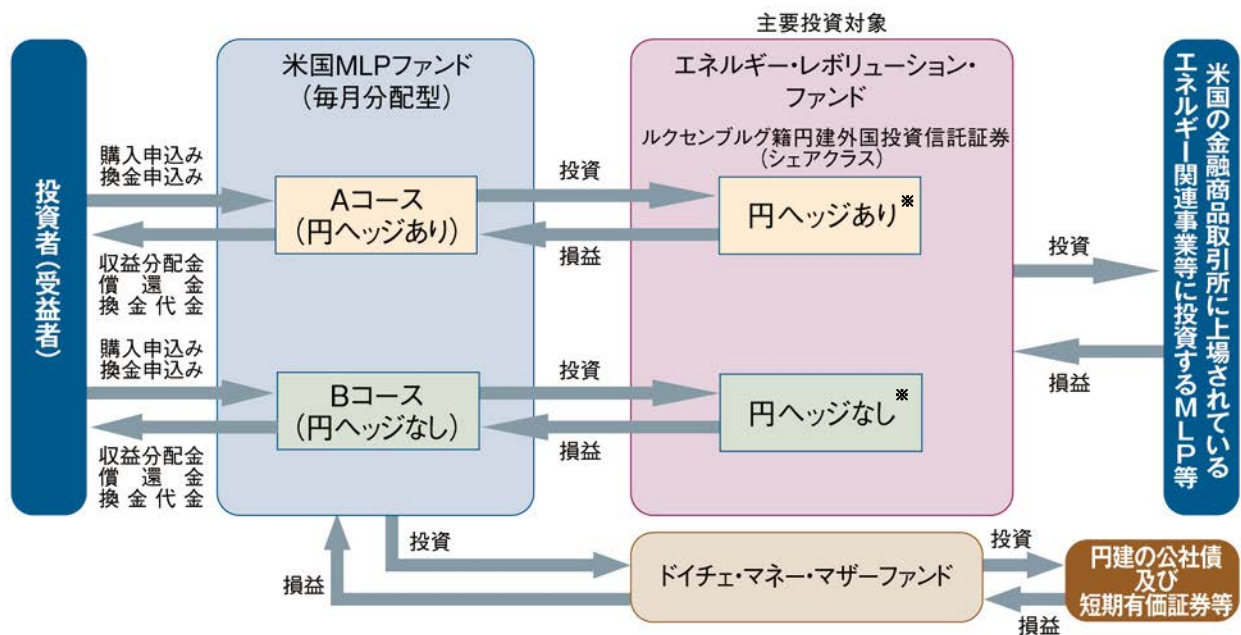 主要投資対象
投資者（受益者）
購入申込み
換金申込み
収益分配金
償還金
換金代金
購入申込み
換金申込み
収益分配金
償還金
換金代金
米国MLPファンド
（毎月分配型）
Aコース
（円ヘッジあり）
Bコース
（円ヘッジなし）
投資
損益
投資
損益
エネルギー・レボリューション・
ファンド
ルクセンブルグ籍円建外国投資信託証券
（シェアクラス）
円ヘッジあり※
円ヘッジなし※
投資
損益
米国の金融商品取引所に上場されている
エネルギー関連事業等に投資するMLP等
投資
損益
ドイチェ・マネー・マザーファンド
投資
損益
円建の公社債
及び
短期有価証券等